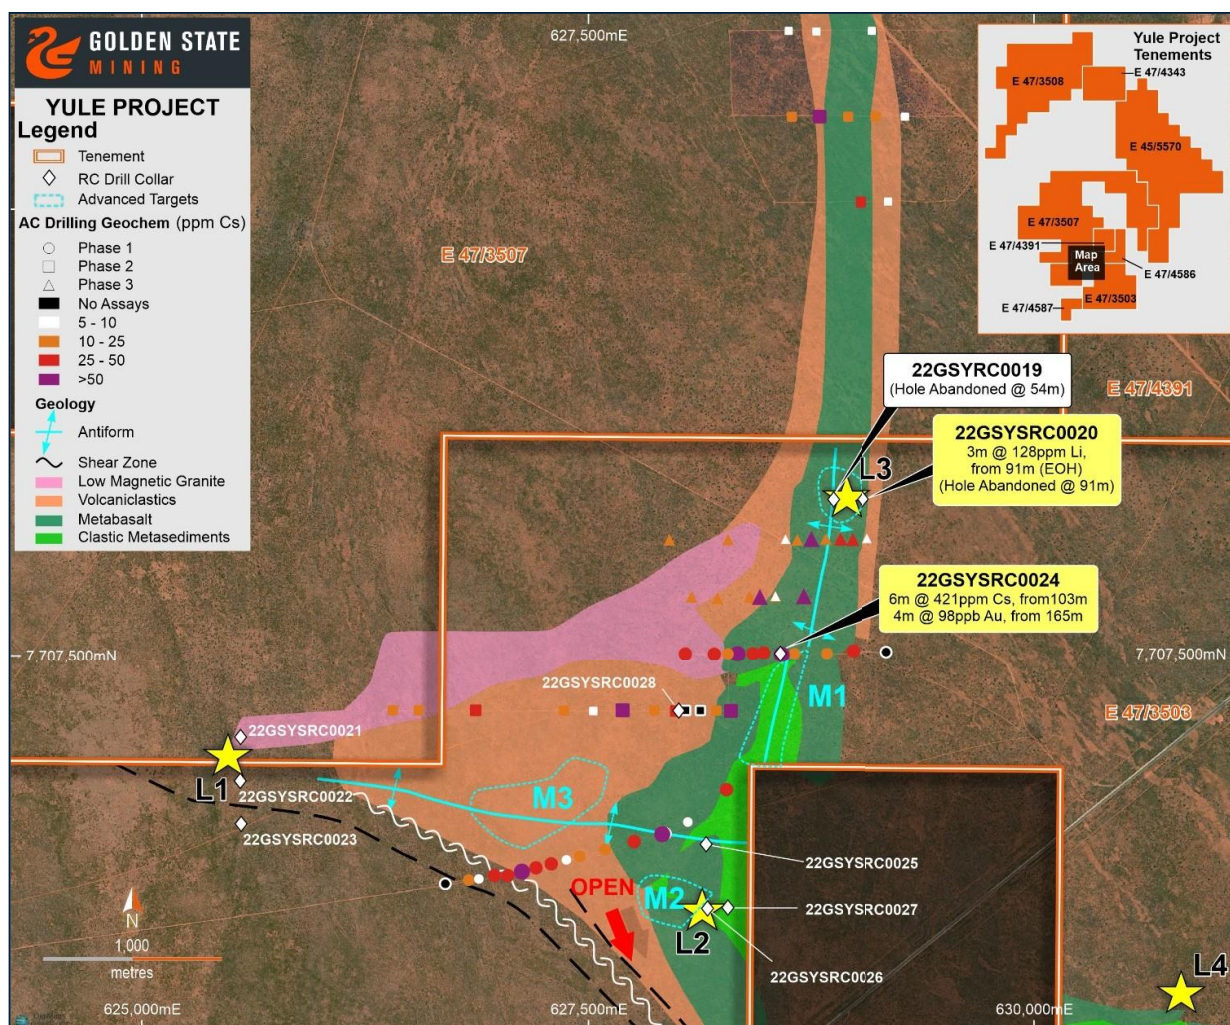 GOLDEN STATE
MINING
YULE PROJECT
Legend
Tenement
RC Drill Collar
Advanced Targets
AC Drilling Geochem (ppm Cs)
Phase 1
Phase 2
Phase 3
No Assays
5 - 10
10 - 25
25 - 50
>50
Geology
Antiform
Shear Zone
Low Magnetic Granite
Volcaniclastics
Metabasalt
Clastic Metasediments
627,500mE
Yule Project
Tenements
E 47/4343
E 47/3508
E 45/5570
E 47/3507
E 47/4391
Map
Area
E 47/4586
E 47/4587
E 47/3503
E 47/3507
22GSYRC0019
(Hole Abandoned @ 54m)
E 47/4391
22GSYSRC0020
3m @ 128ppm Li,
from 91m (EOH)
(Hole Abandoned @ 91m)
L3
22GSYSRC0024
6m @ 421ppm Cs, from103m
4m @ 98ppb Au, from 165m
7,707,500mN
7,707,500mN
22GSYSRC0028
M1
E 47/3503
22GSYSRC0021
L1
22GSYSRC0022
M3
22GSYSRC0023
22GSYSRC0025
OPEN
M2
22GSYSRC0027
L2
22GSYSRC0026
L4
N
1,000
metres
625,000mE
627,500mE
630,000mE